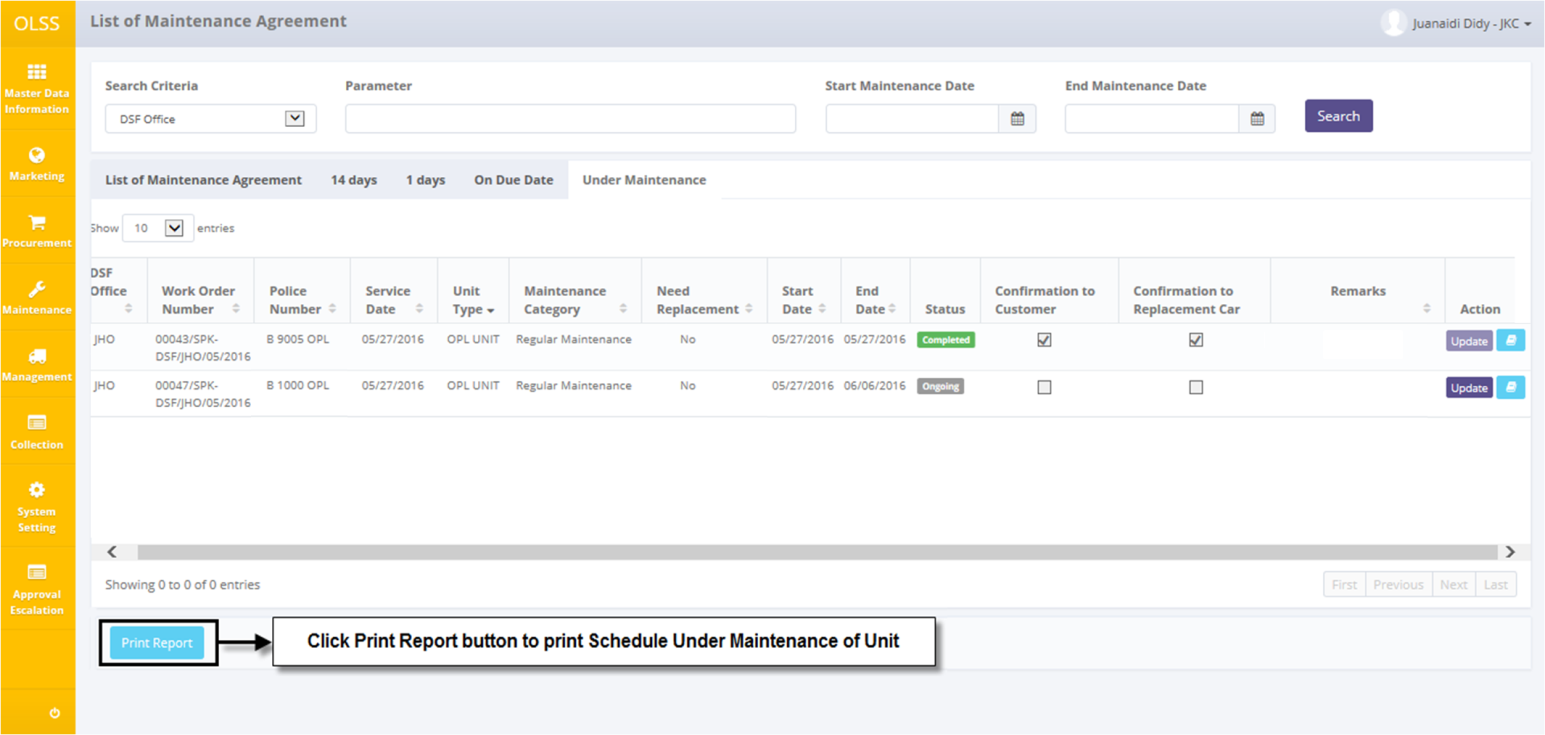 OLSS
List of Maintenance Agreement
Juanaidi Didy - JKC
Master Data
Information
Marketing
Procurement
Maintenance
Management
Collection
System
Setting
Approval
Escalation
Search Criteria
Parameter
Start Maintenance Date
End Maintenance Date
DSF Office
Search
List of Maintenance Agreement
14 days
1 days
On Due Date
Under Maintenance
Show 10 entries
DSF
Office
Work Order
Number
Police
Number
Service
Date
Unit
Type
Maintenance
Category
Need
Replacement
Start
Date
End
Date
Status
Confirmation to
Customer
Confirmation to
Replacement Car
Remarks
Action
JHO
00043/SPK-
DSF/JHO/05/2016
B 9005 OPL
05/27/2016
OPL UNIT
Regular Maintenance
No
05/27/2016
05/27/2016
Completed
Update
JHO
00047/SPK-
DSF/JHO/05/2016
B 1000 OPL
05/27/2016
OPL UNIT
Regular Maintenance
No
05/27/2016
06/06/2016
Ongoing
Update
Showing 0 to 0 of 0 entries
First
Previous
Next
Last
Print Report
Click Print Report button to print Schedule Under Maintenance of Unit